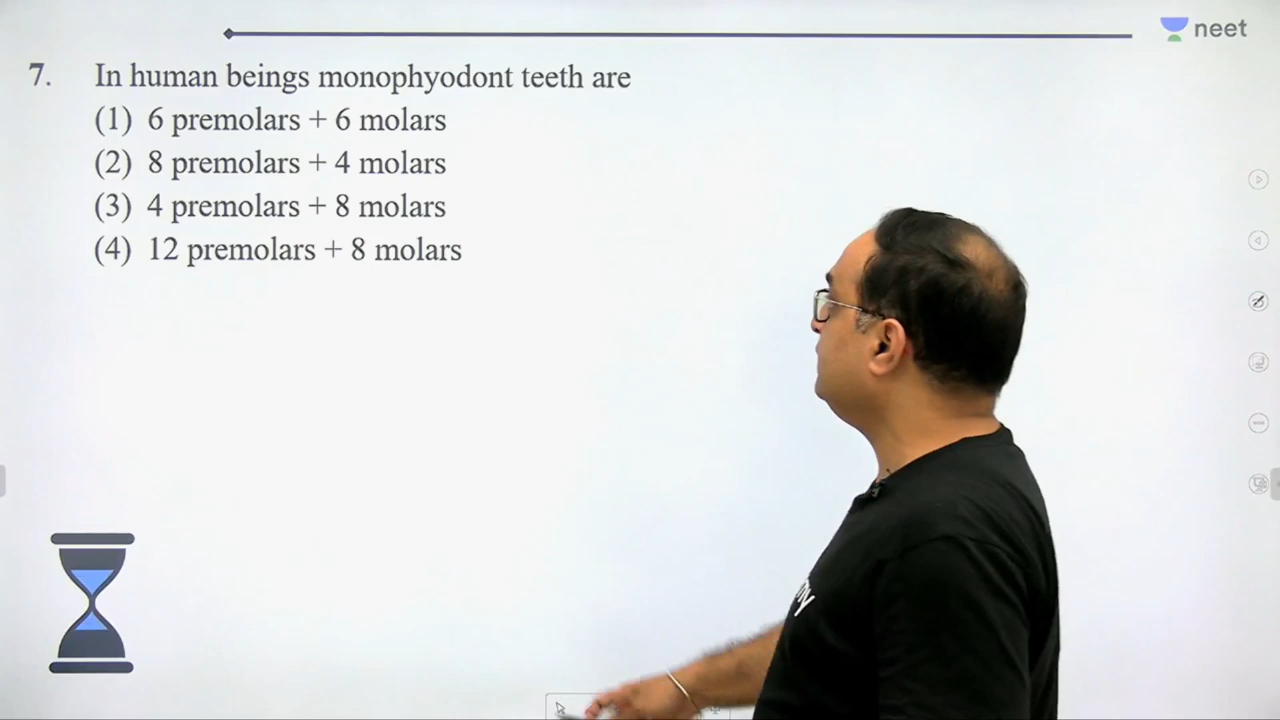 neet
7. In human beings monophyodont teeth are
(1) 6 premolars + 6 molars
(2) 8 premolars + 4 molars
(3) 4 premolars + 8 molars
(4) 12 premolars + 8 molars